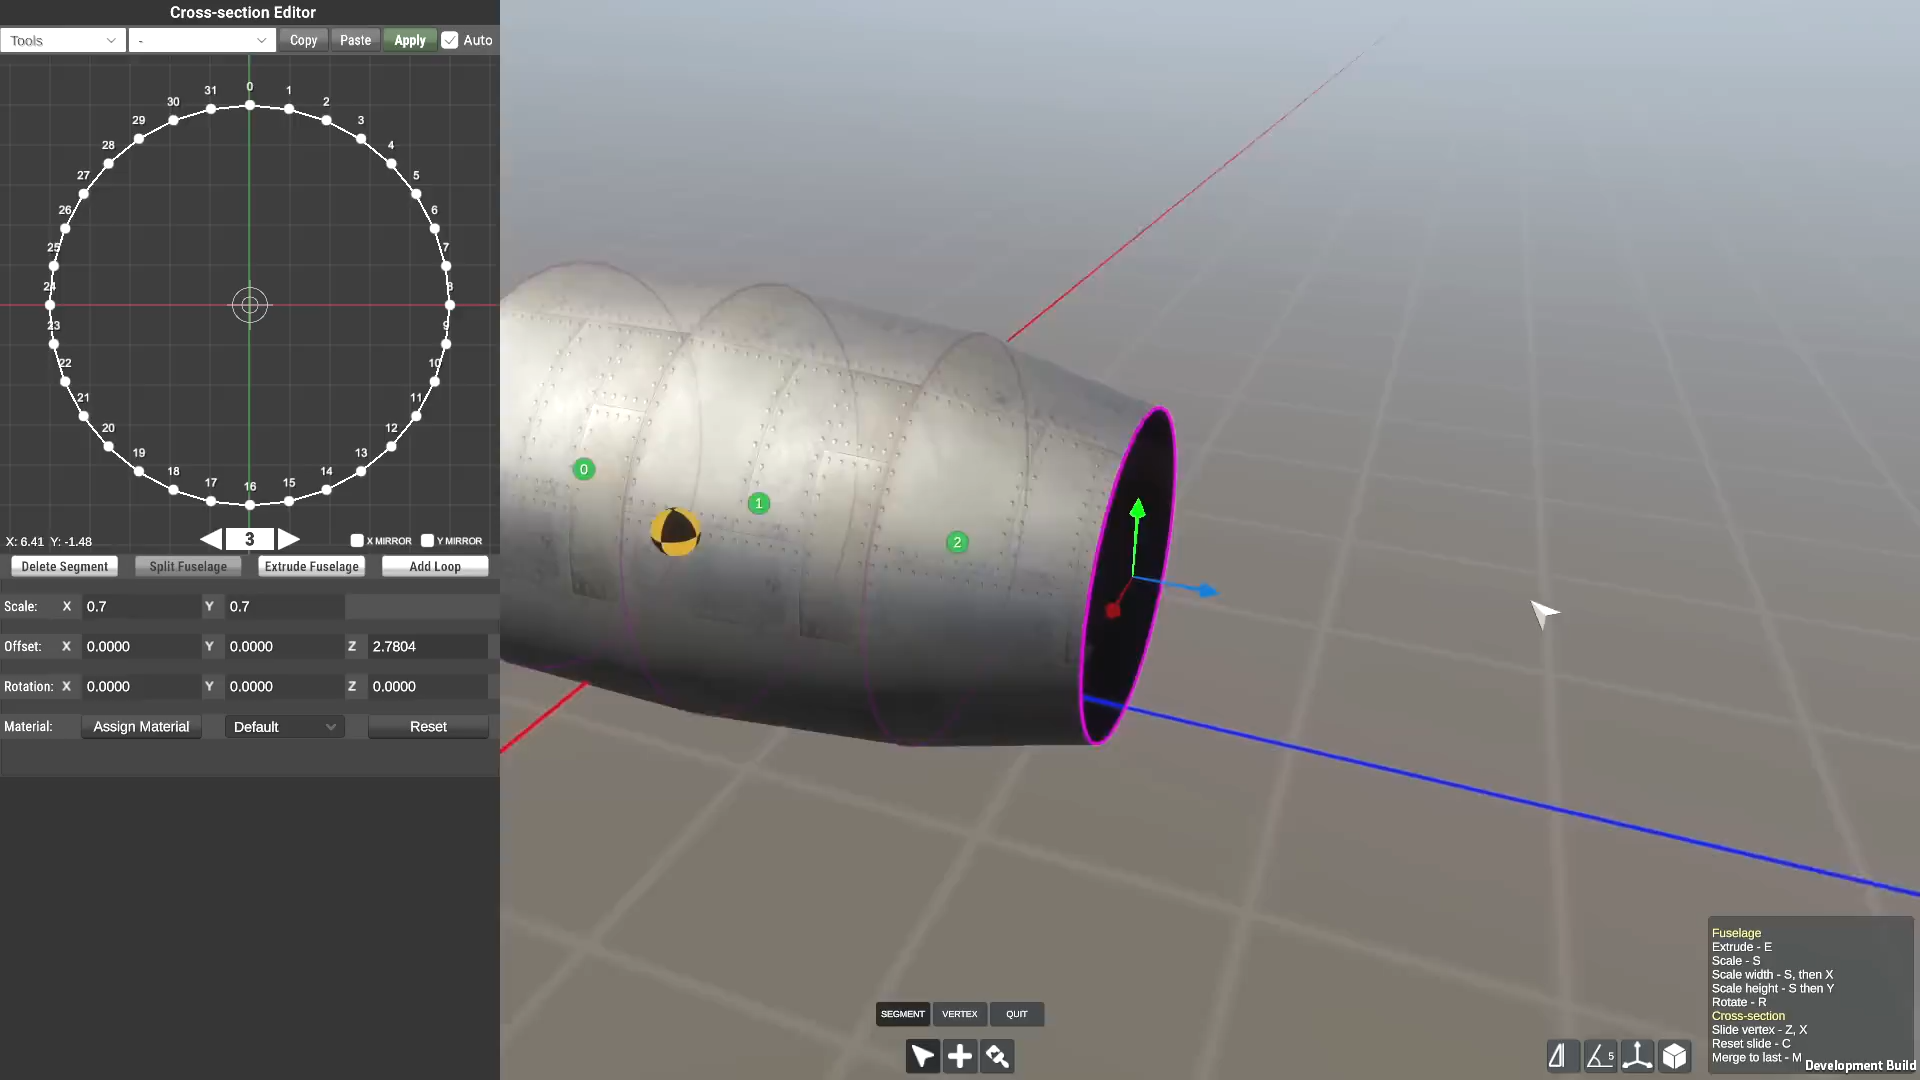 Cross-section Editor
Tools - Copy Paste Apply Auto
0
31 1
30 2
29 3
28 4
27 5
26 6
25 7
24 8
23 9
22 10
21 11
20 12
19 13
18 14
17 16 15
X: 6.41 Y: -1.48 3 X MIRROR Y MIRROR
Delete Segment Split Fuselage Extrude Fuselage Add Loop
Scale: X 0.7 Y 0.7
Offset: X 0.0000 Y 0.0000 Z 2.7804
Rotation: X 0.0000 Y 0.0000 Z 0.0000
Material: Assign Material Default Reset
0
1
2
SEGMENT VERTEX QUIT
Fuselage
Extrude - E
Scale - S
Scale width - S, then X
Scale height - S then Y
Rotate - R
Cross-section
Slide vertex - Z, X
Reset slide - C
Merge to last - M
5
Development Build